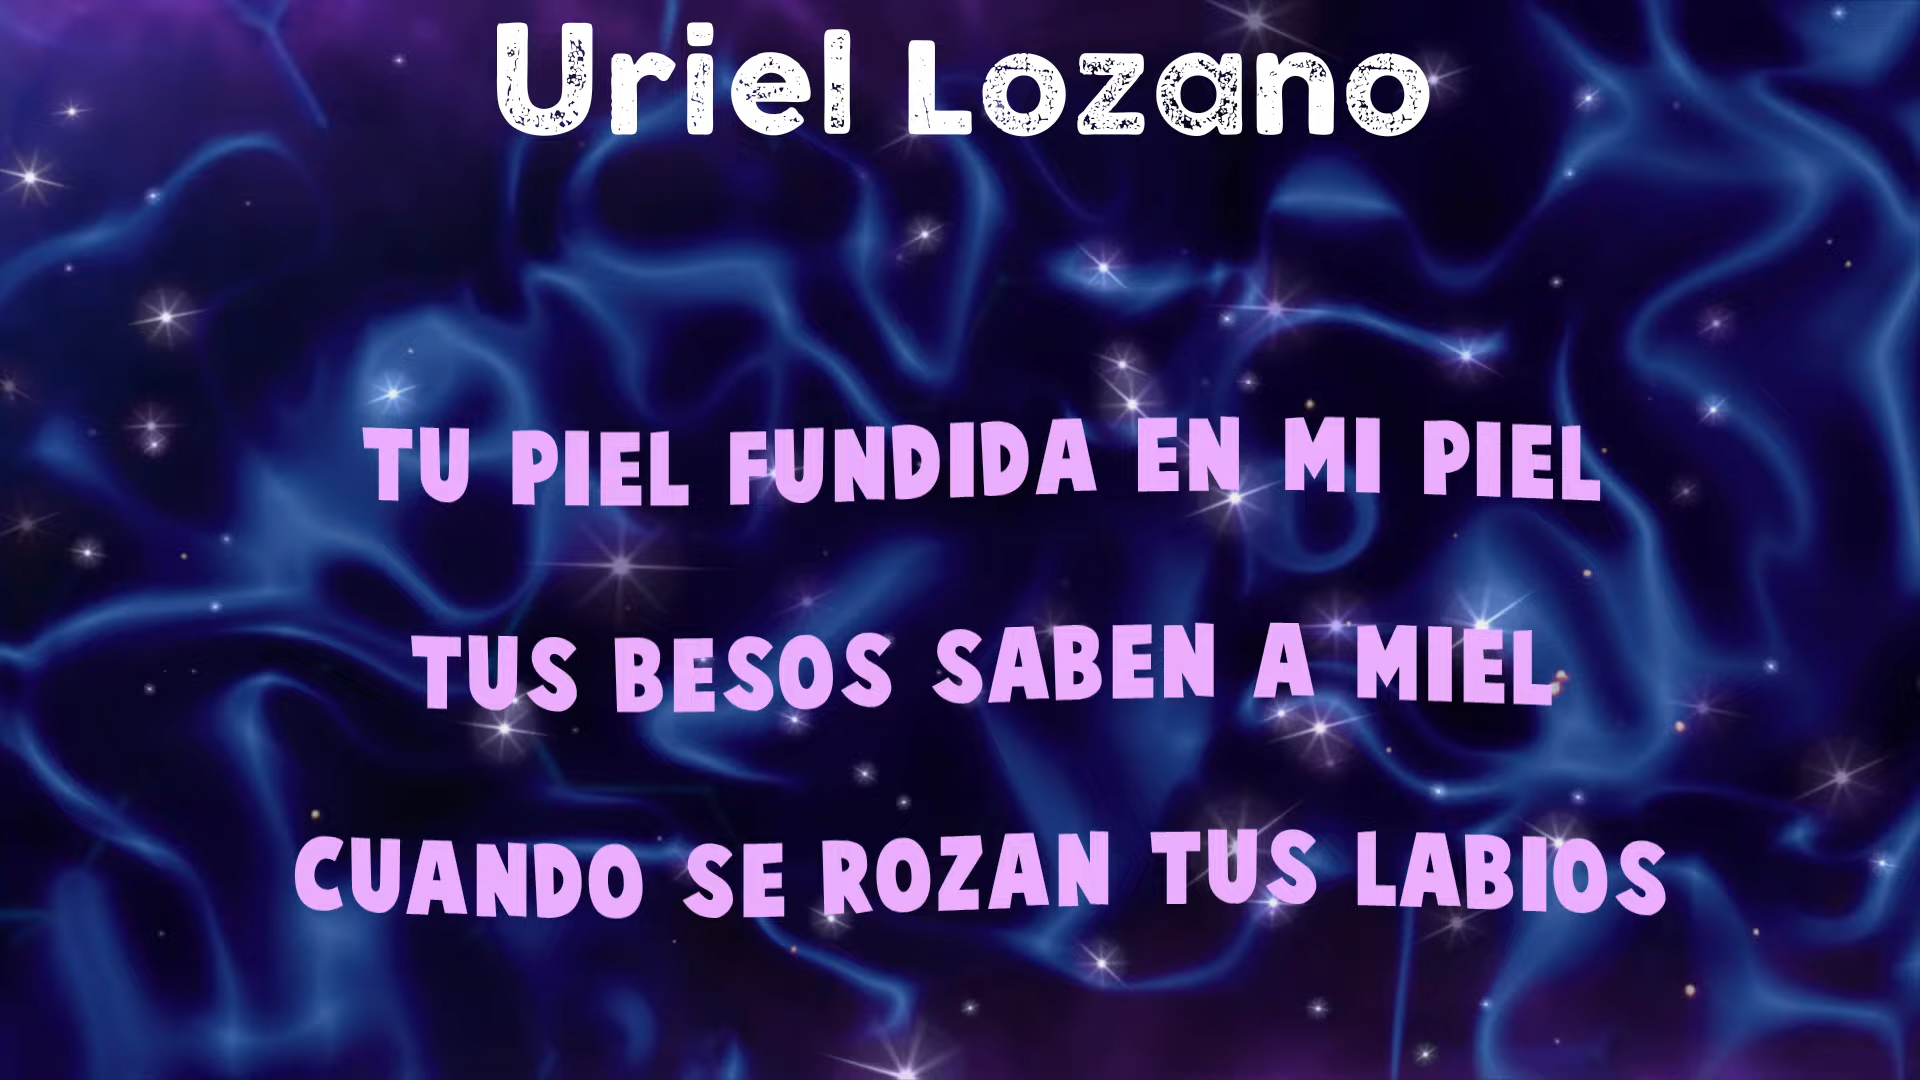 Uriel Lozano
TU PIEL FUNDIDA EN MI PIEL
TUS BESOS SABEN A MIEL
CUANDO SE ROZAN TUS LABIOS